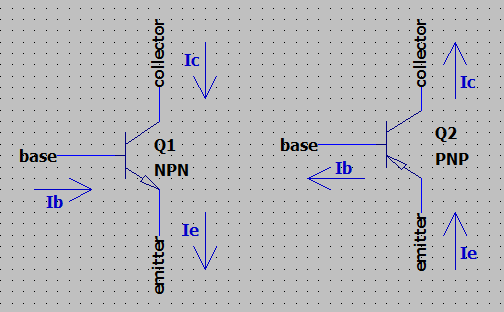 collector
Ic
Q1
NPN
base
Ib
Ie
emitter
collector
Ic
Q2
PNP
base
Ib
Ie
emitter